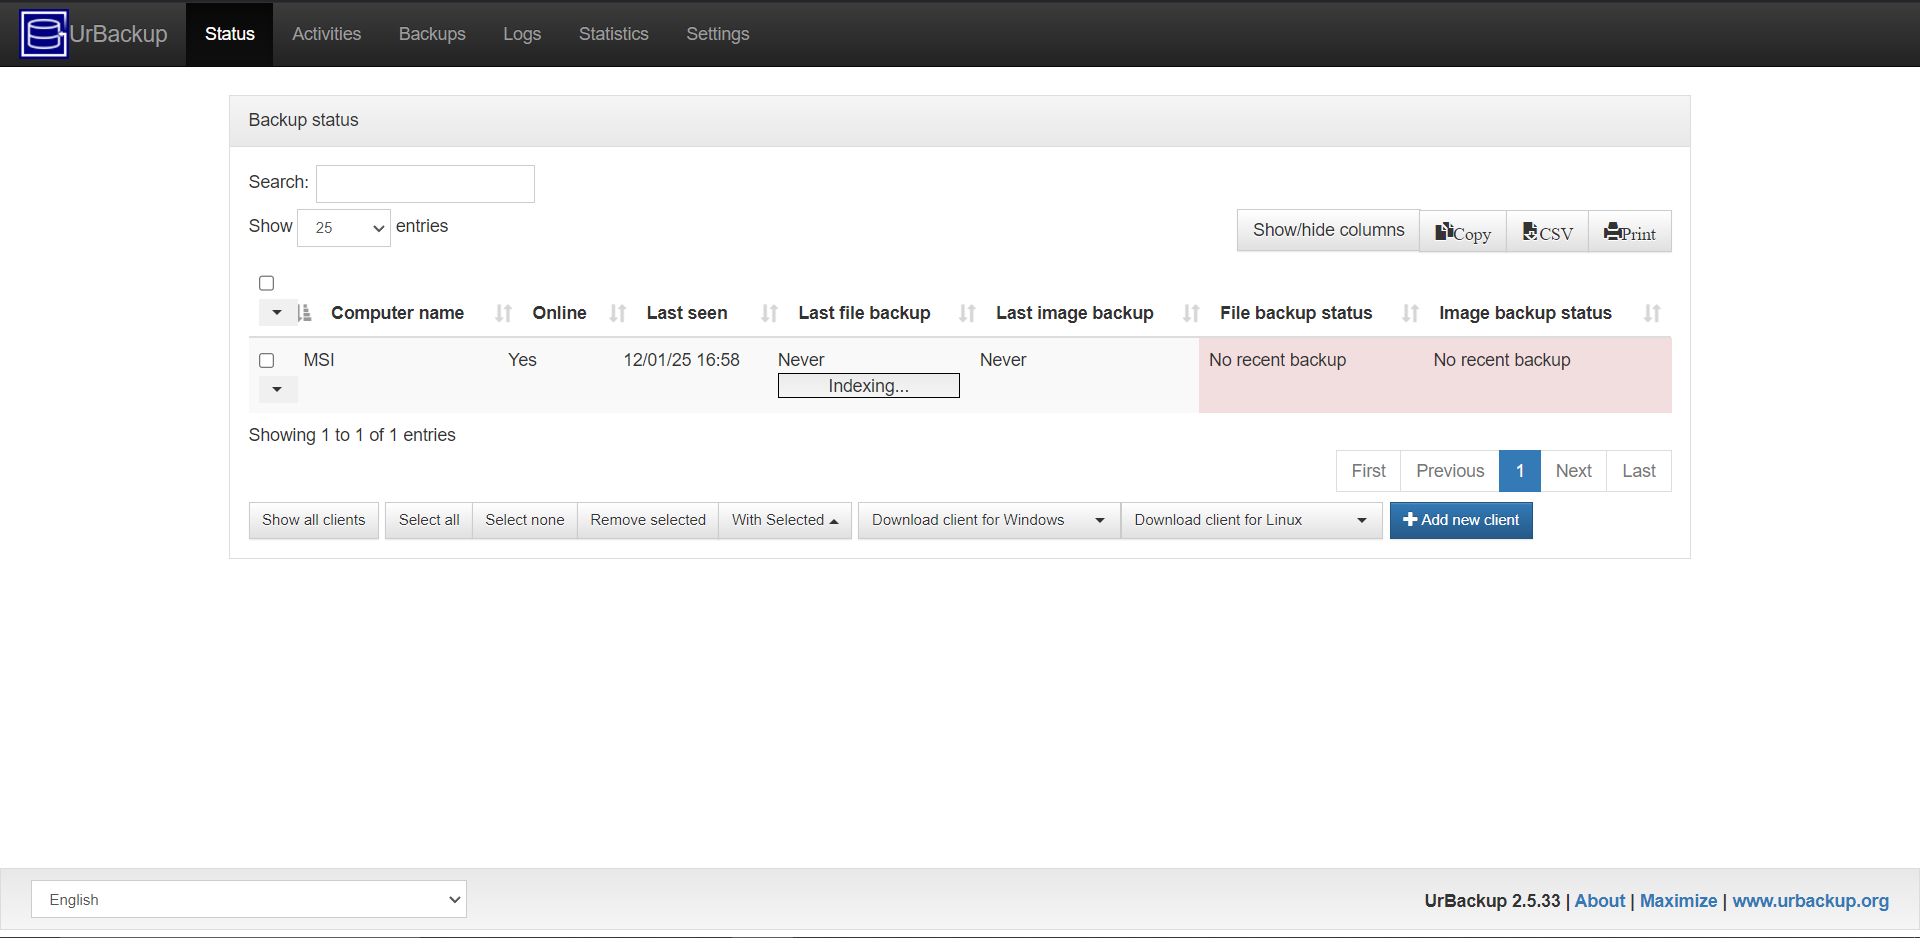 UrBackup Status Activities Backups Logs Statistics Settings
Backup status
Search:
Show 25 entries
Show/hide columns Copy CSV Print
Computer name Online Last seen Last file backup Last image backup File backup status Image backup status
MSI Yes 12/01/25 16:58 Never Never No recent backup No recent backup
Indexing...
Showing 1 to 1 of 1 entries
First Previous 1 Next Last
Show all clients Select all Select none Remove selected With Selected Download client for Windows Download client for Linux Add new client
English
UrBackup 2.5.33 | About | Maximize | www.urbackup.org